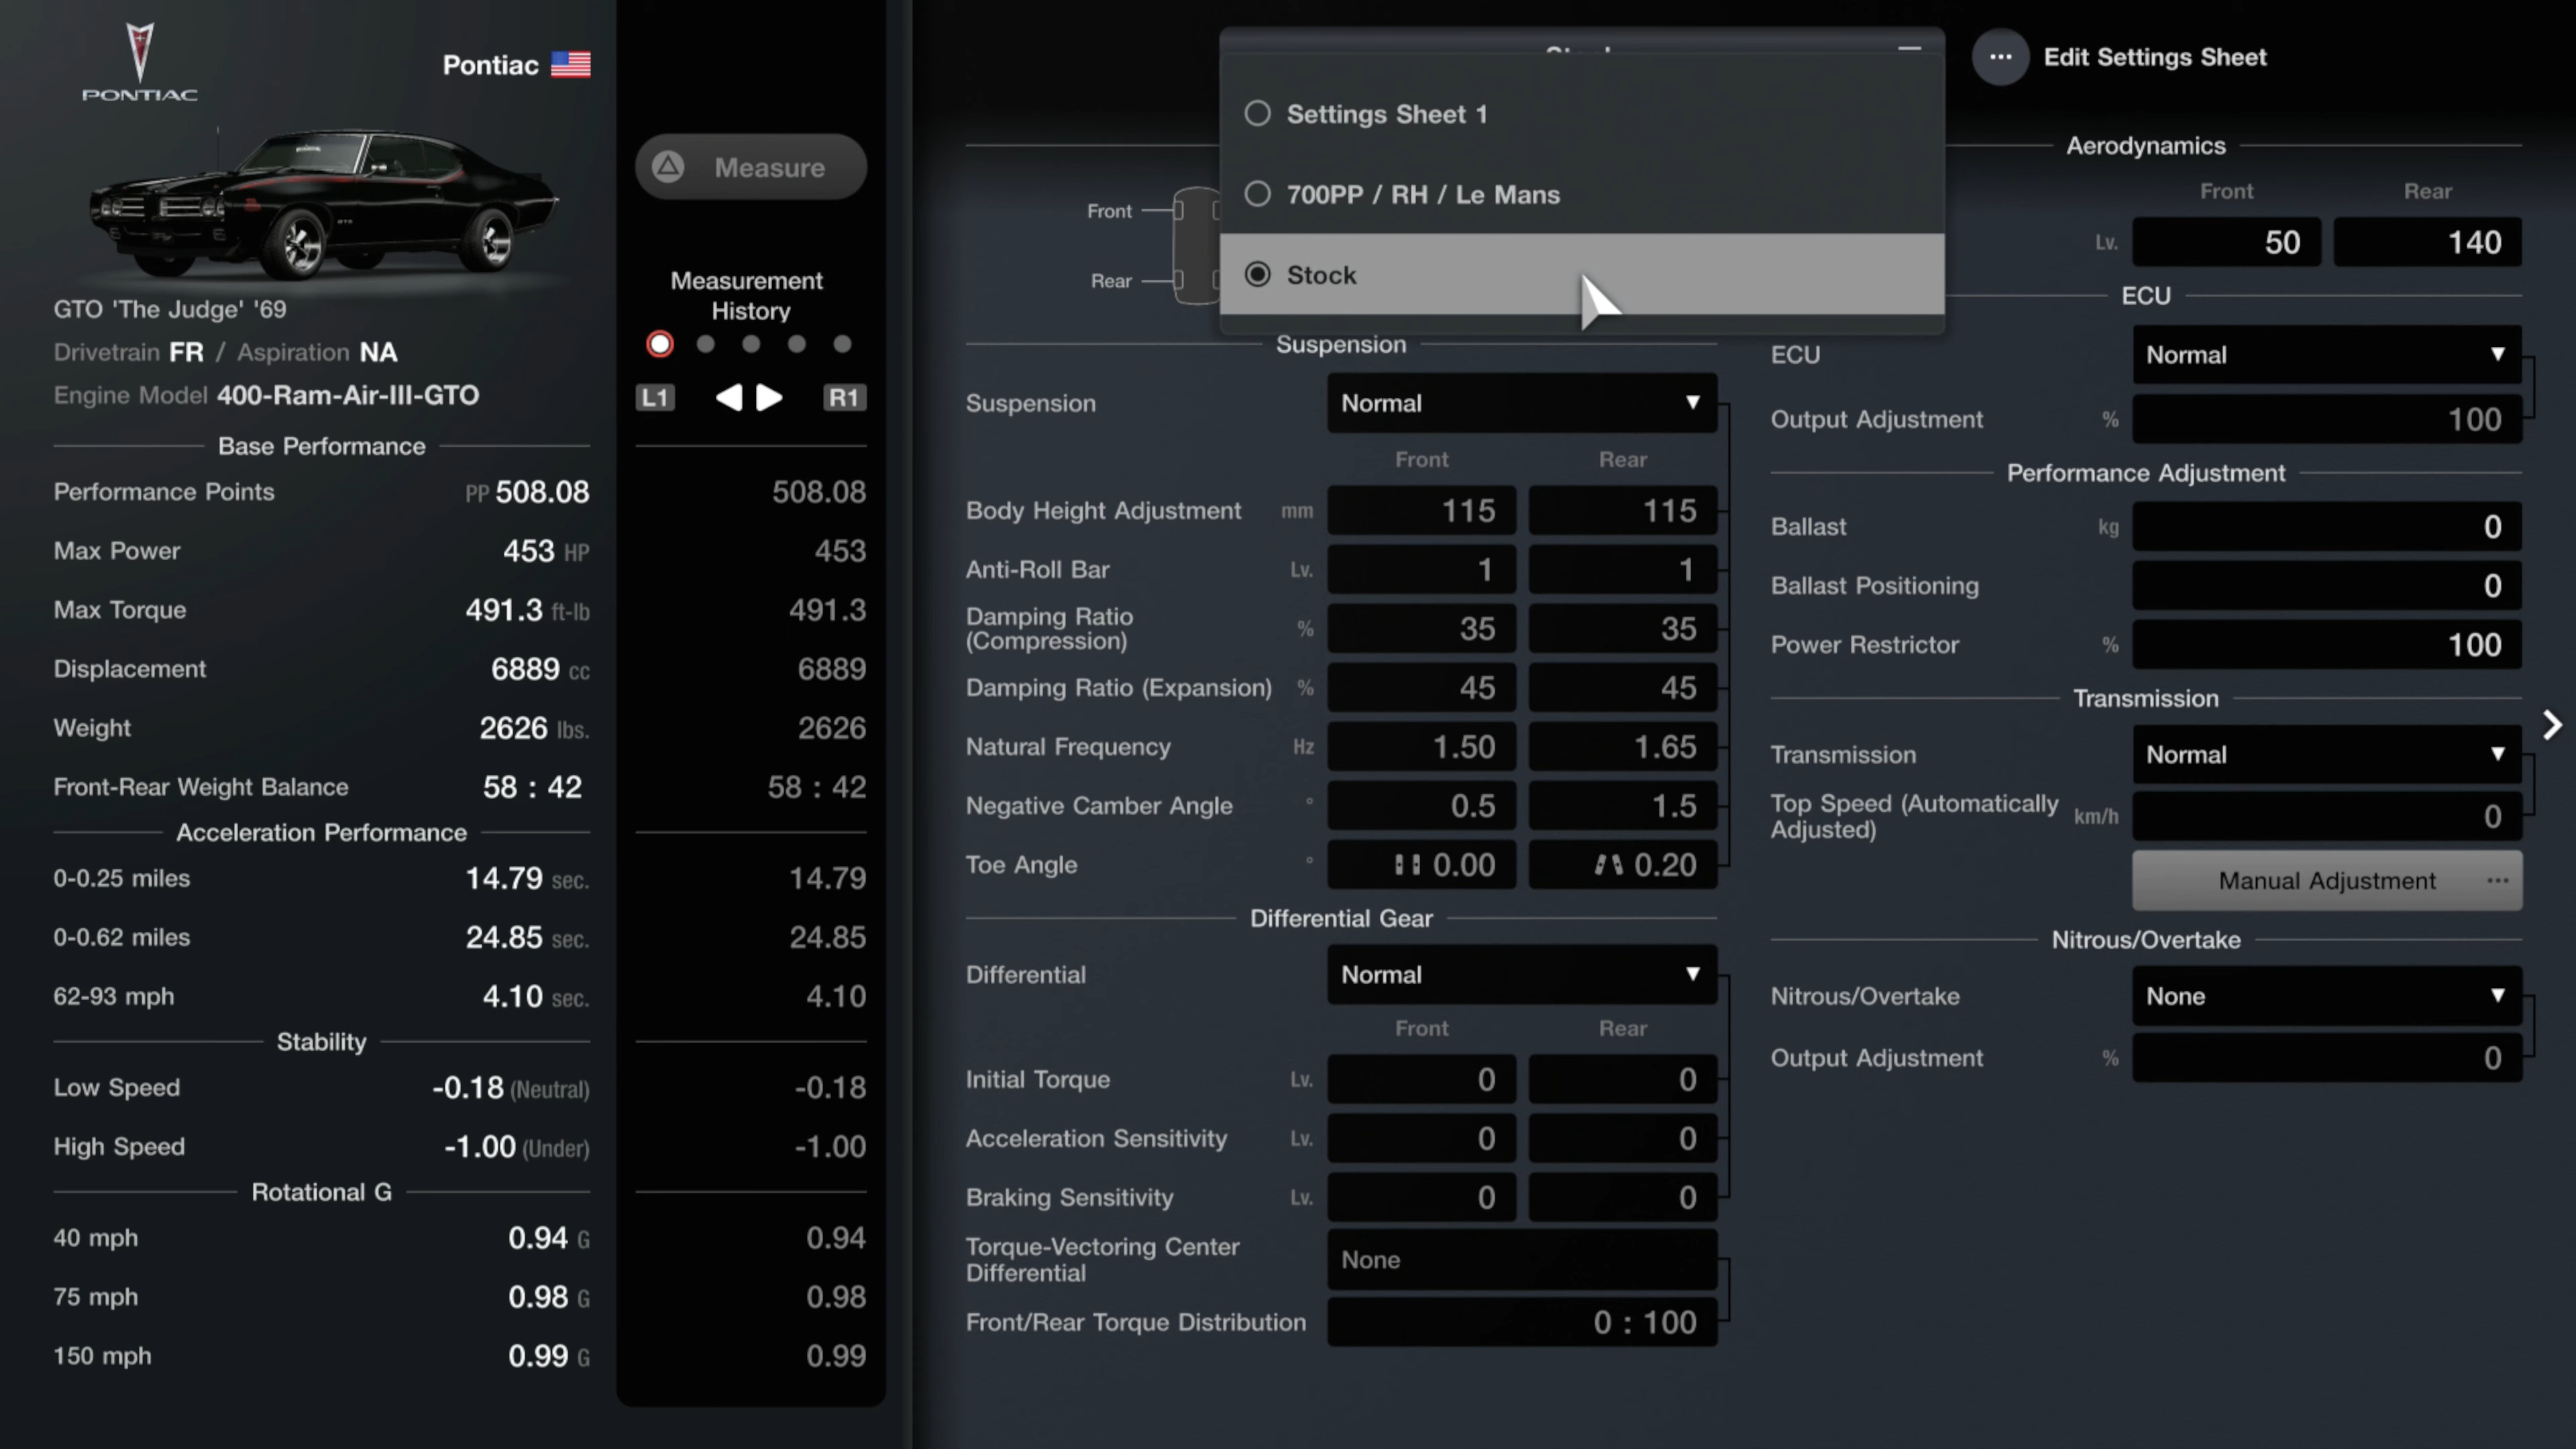 Pontiac
PONTIAC
GTO 'The Judge' '69
Drivetrain FR / Aspiration NA
Engine Model 400-Ram-Air-III-GTO
Base Performance
Performance Points PP 508.08
Max Power 453 HP
Max Torque 491.3 ft-lb
Displacement 6889 cc
Weight 2626 lbs.
Front-Rear Weight Balance 58 : 42
Acceleration Performance
0-0.25 miles 14.79 sec.
0-0.62 miles 24.85 sec.
62-93 mph 4.10 sec.
Stability
Low Speed -0.18 (Neutral)
High Speed -1.00 (Under)
Rotational G
40 mph 0.94 G
75 mph 0.98 G
150 mph 0.99 G
Measure
Measurement
History
L1 R1
508.08
453
491.3
6889
2626
58 : 42
14.79
24.85
4.10
-0.18
-1.00
0.94
0.98
0.99
Settings Sheet 1
700PP / RH / Le Mans
Stock
Front
Rear
Suspension
Suspension Normal
Front Rear
Body Height Adjustment mm 115 115
Anti-Roll Bar Lv. 1 1
Damping Ratio
(Compression) % 35 35
Damping Ratio (Expansion) % 45 45
Natural Frequency Hz 1.50 1.65
Negative Camber Angle ° 0.5 1.5
Toe Angle ° 0.00 0.20
Differential Gear
Differential Normal
Front Rear
Initial Torque Lv. 0 0
Acceleration Sensitivity Lv. 0 0
Braking Sensitivity Lv. 0 0
Torque-Vectoring Center
Differential None
Front/Rear Torque Distribution 0 : 100
Edit Settings Sheet
Aerodynamics
Front Rear
Lv. 50 140
ECU
ECU Normal
Output Adjustment % 100
Performance Adjustment
Ballast kg 0
Ballast Positioning 0
Power Restrictor % 100
Transmission
Transmission Normal
Top Speed (Automatically
Adjusted) km/h 0
Manual Adjustment
Nitrous/Overtake
Nitrous/Overtake None
Output Adjustment % 0